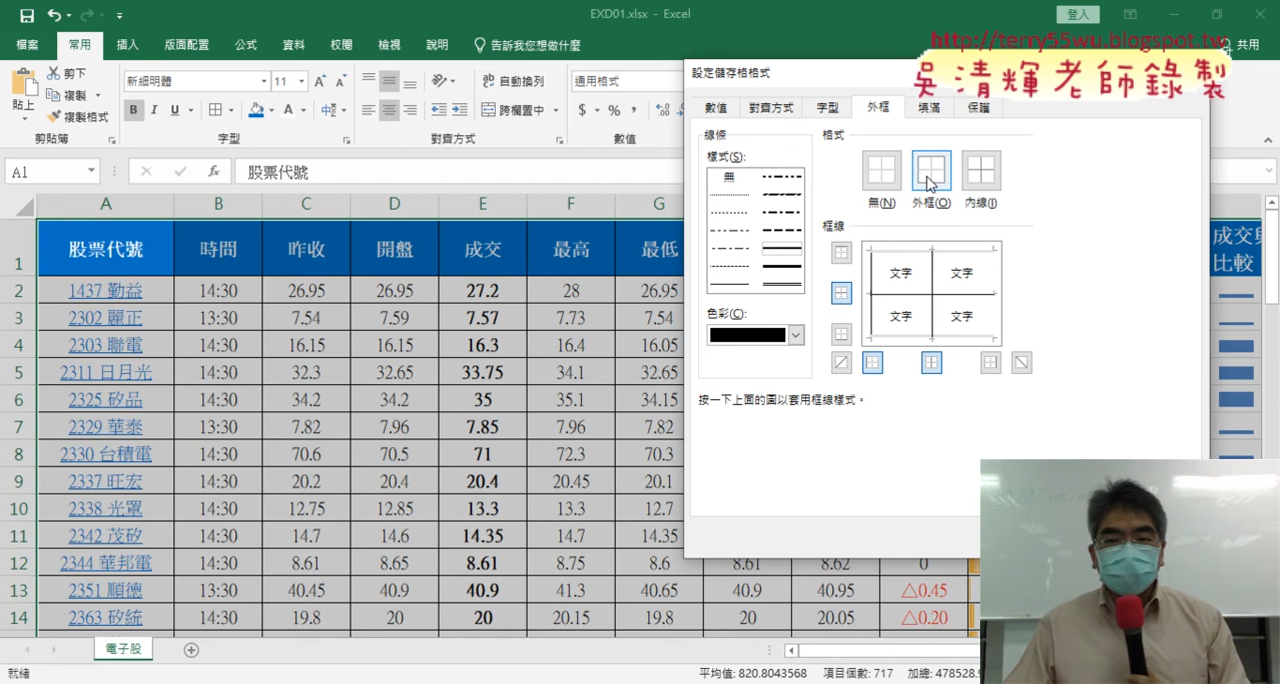 EXD01.xlsx - Excel
登入
檔案 常用 插入 版面配置 公式 資料 校閱 檢視 說明 告訴我您想做什麼 共用
http://terry55wu.blogspot.tw
吳清輝老師錄製
貼上 剪下 複製 複製格式 剪貼簿
新細明體 11 B I U A A A 字型
自動換列 跨欄置中 對齊方式
通用格式 $ % 數值
A1 fx 股票代號
A B C D E F G
1 股票代號 時間 昨收 開盤 成交 最高 最低
2 1437 勤益 14:30 26.95 26.95 27.2 28 26.95
3 2302 麗正 13:30 7.54 7.59 7.57 7.73 7.54
4 2303 聯電 14:30 16.15 16.15 16.3 16.4 16.05
5 2311 日月光 14:30 32.3 32.65 33.75 34.1 32.65
6 2325 矽品 14:30 34.2 34.2 35 35.1 34.15
7 2329 華泰 13:30 7.82 7.96 7.85 7.96 7.82
8 2330 台積電 14:30 70.6 70.5 71 72.3 70.3
9 2337 旺宏 14:30 20.2 20.4 20.4 20.45 20.1
10 2338 光罩 14:30 12.75 12.85 13.3 13.3 12.7
11 2342 茂矽 14:30 14.7 14.6 14.35 14.7 14.35
12 2344 華邦電 14:30 8.61 8.65 8.61 8.75 8.6 8.61 8.62 0
13 2351 順德 13:30 40.45 40.9 40.9 41.3 40.65 40.9 40.95 △0.45
14 2363 矽統 14:30 19.8 20 20 20.15 19.8 20 20.05 △0.20
比較
設定儲存格格式
數值 對齊方式 字型 外框 填滿 保護
線條
樣式(S):
無
色彩(C):
格式
無(N) 外框(O) 內線(I)
框線
文字 文字
文字 文字
按一下上面的圖以套用框線樣式。
電子股
就緒 平均值: 820.8043568 項目個數: 717 加總: 478528.9